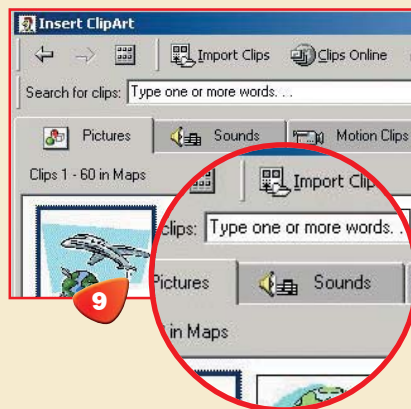 Insert ClipArt
Import Clips Clips Online
Search for clips: Type one or more words. . .
Pictures Sounds Motion Clips
Clips 1 - 60 in Maps
Import Clip
clips: Type one or more words. .
Pictures Sounds
in Maps
9